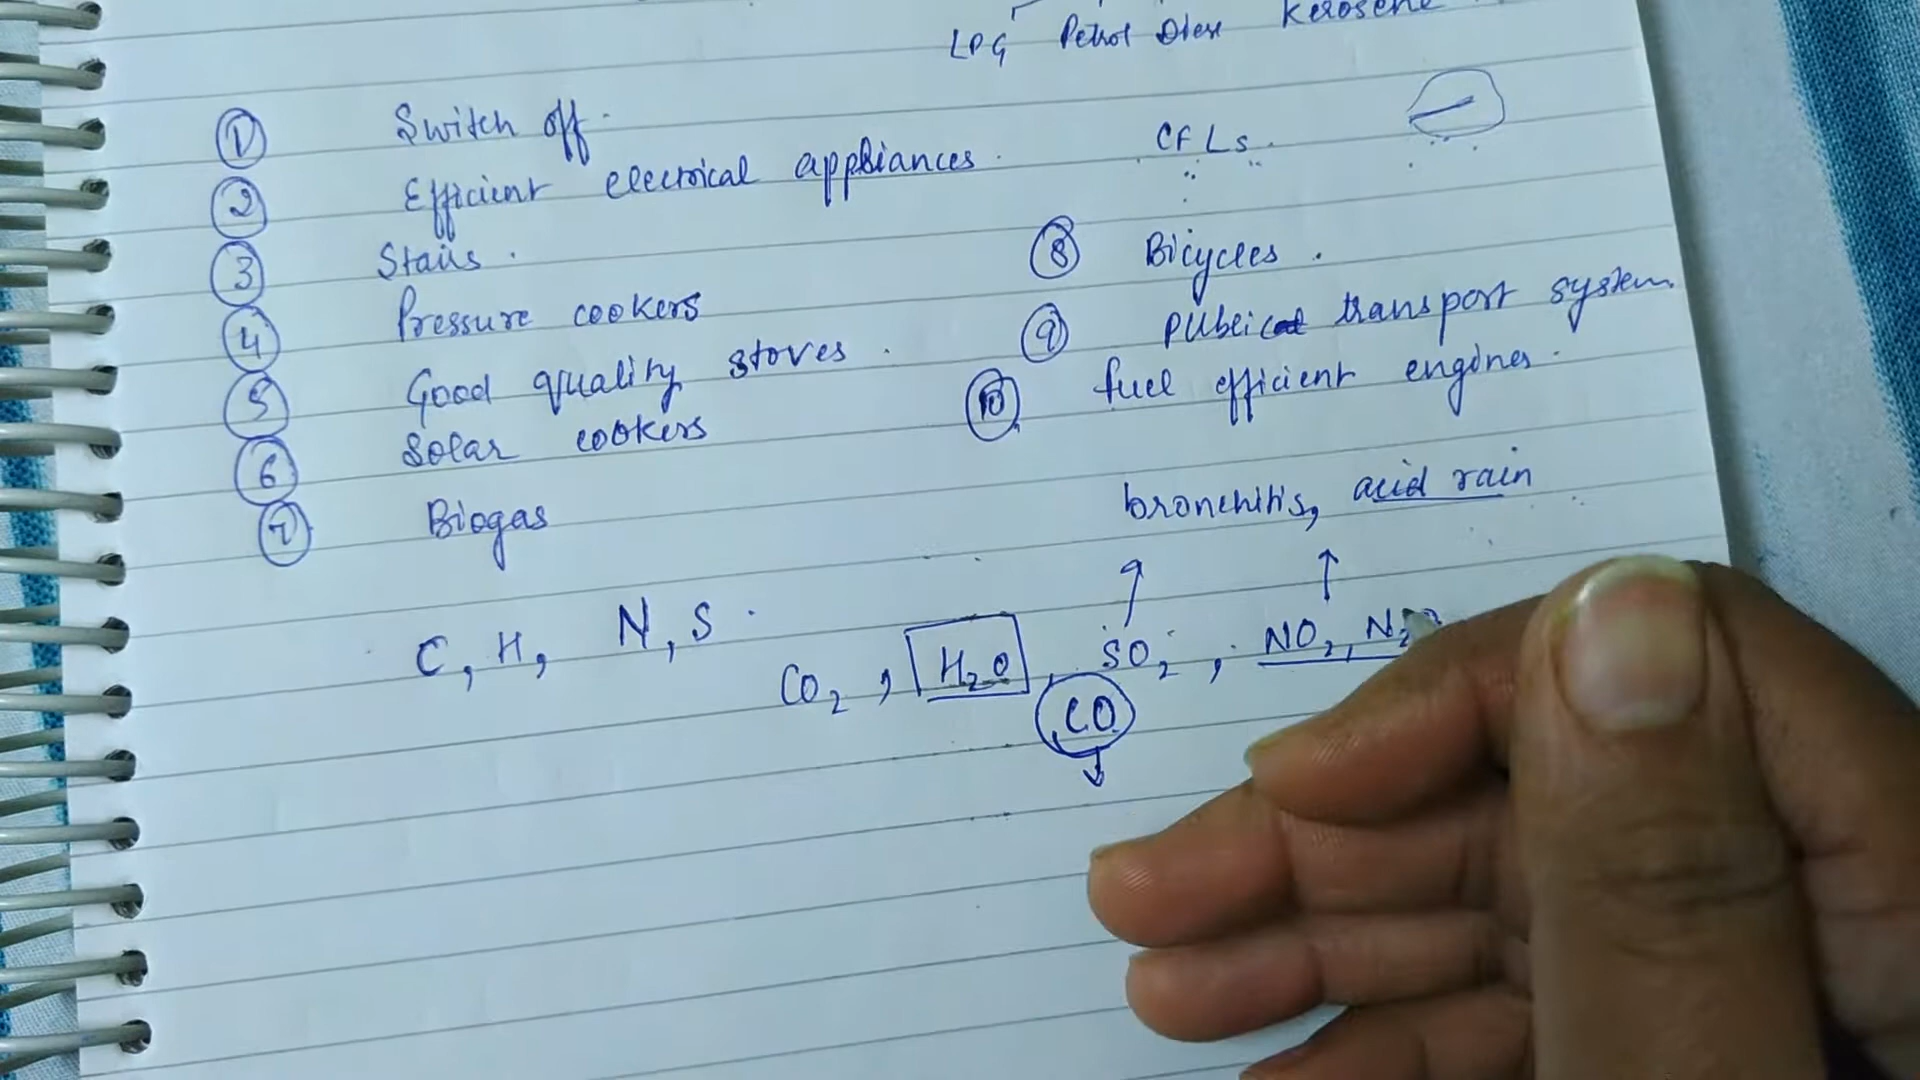 LPG Petrol Diese Kerosene
① Switch off.
② Efficient electrical appliances. CFLs.
③ Stairs.
④ Pressure cookers
⑤ Good quality stoves.
⑥ Solar cookers
⑦ Biogas
⑧ Bicycles.
⑨ public transport system
⑩ fuel efficient engines.
bronchitis, acid rain
C, H, N, S.
CO₂, H₂O, SO₂, NO₂, N₂
CO